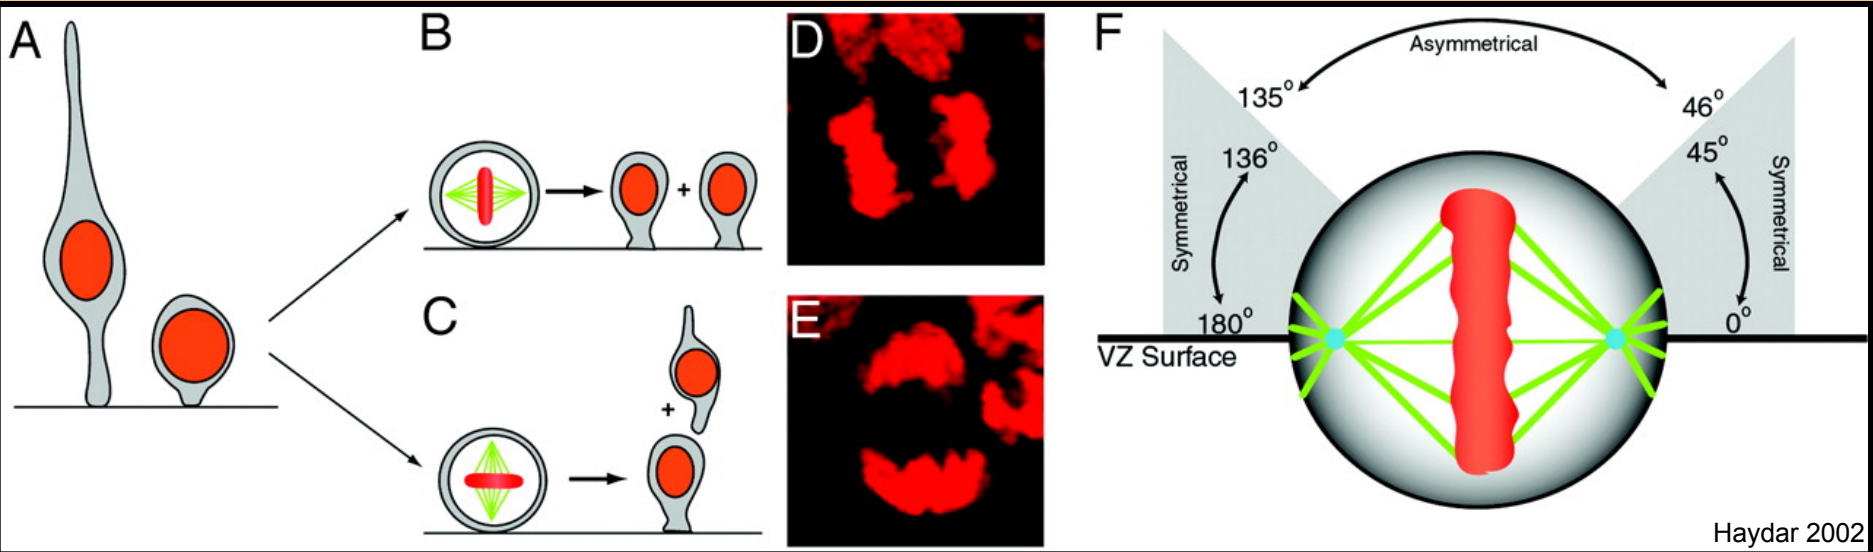 A
B
C
+
+
D
E
F
Asymmetrical
135°
46°
136°
45°
Symmetrical
Symmetrical
180°
0°
VZ Surface
Haydar 2002